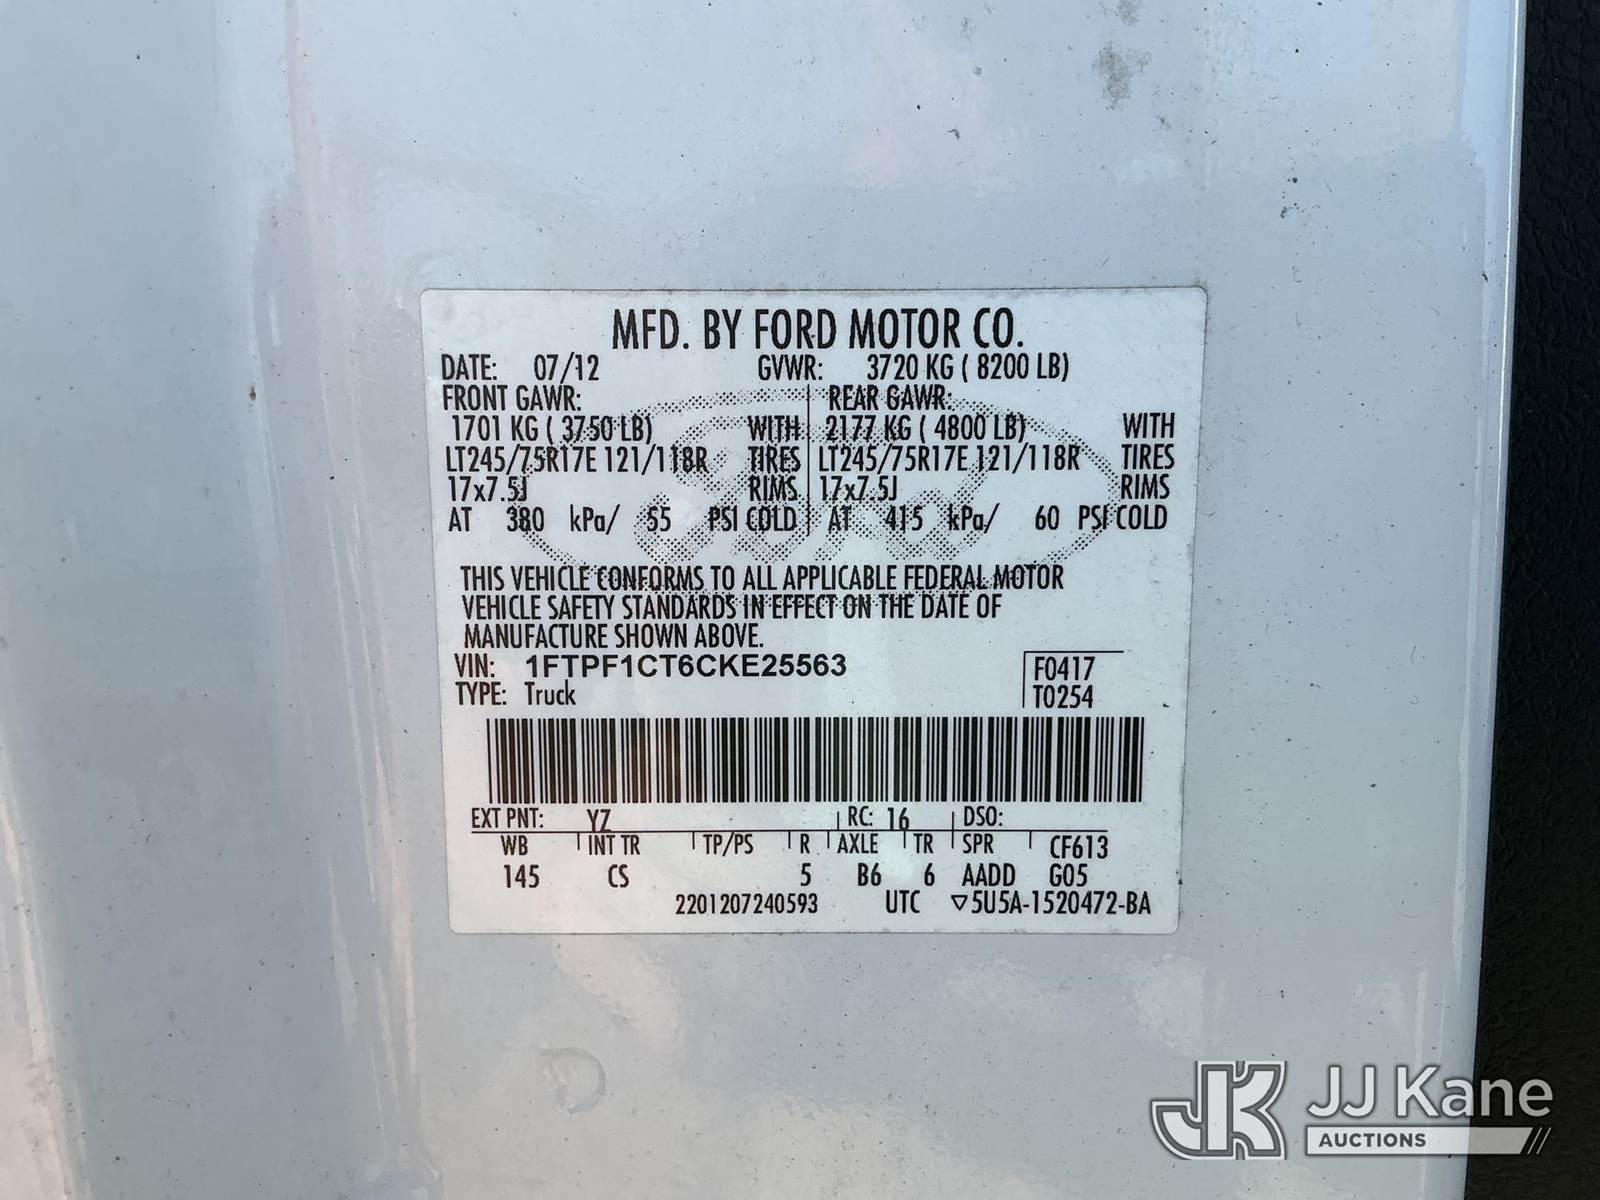 MFD. BY FORD MOTOR CO.
DATE: 07/12 GVWR: 3720 KG ( 8200 LB)
FRONT GAWR: REAR GAWR:
1701 KG ( 3750 LB) WITH 2177 KG ( 4800 LB) WITH
LT245/75R17E 121/118R TIRES LT245/75R17E 121/118R TIRES
17x7.5J RIMS 17x7.5J RIMS
AT 380 kPa/ 55 PSI COLD AT 415 kPa/ 60 PSI COLD
THIS VEHICLE CONFORMS TO ALL APPLICABLE FEDERAL MOTOR
VEHICLE SAFETY STANDARDS IN EFFECT ON THE DATE OF
MANUFACTURE SHOWN ABOVE.
VIN: 1FTPF1CT6CKE25563 F0417
TYPE: Truck T0254
EXT PNT: YZ RC: 16 DSO:
WB INT TR TP/PS R AXLE TR SPR CF613
145 CS 5 B6 6 AADD G05
2201207240593 UTC ▽5U5A-1520472-BA
JK JJ Kane
AUCTIONS